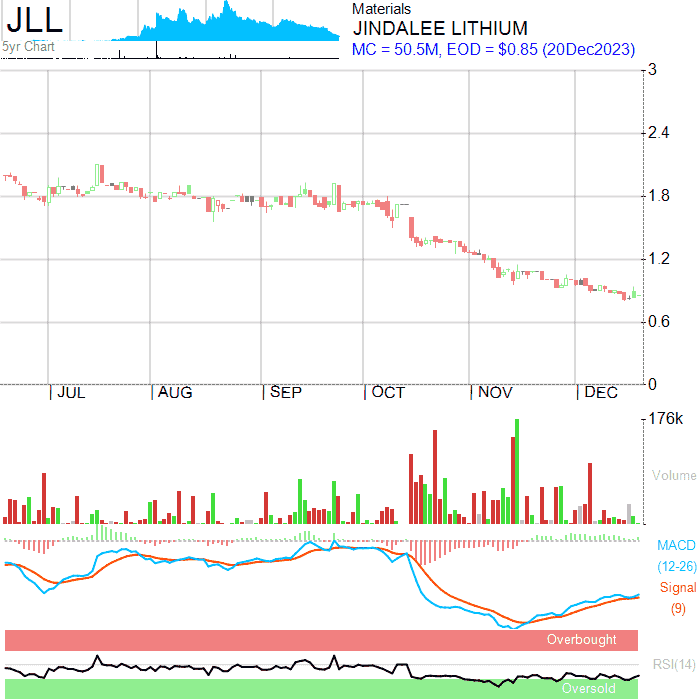 JLL
5yr Chart
Materials
JINDALEE LITHIUM
MC = 50.5M, EOD = $0.85 (20Dec2023)
3
2.4
1.8
1.2
0.6
0
JUL AUG SEP OCT NOV DEC
176k
Volume
MACD
(12-26)
Signal
(9)
Overbought
RSI(14)
Oversold